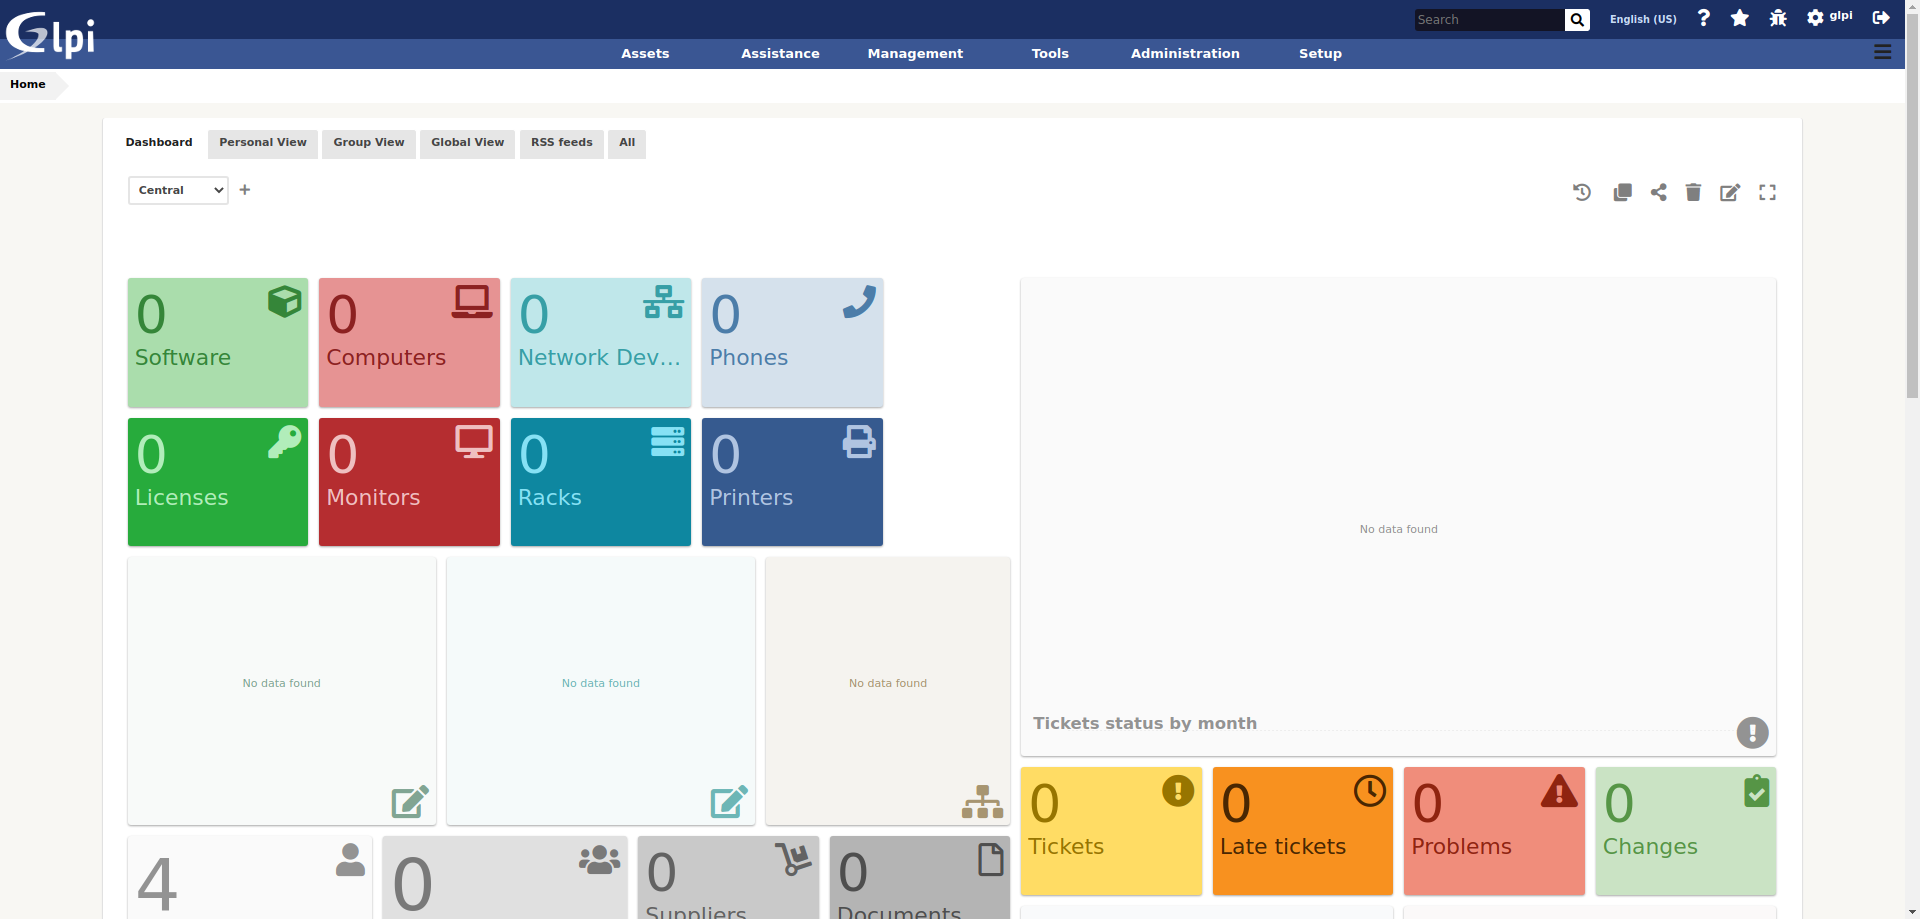 Glpi
Search
English (US)
glpi
Assets
Assistance
Management
Tools
Administration
Setup
Home
Dashboard
Personal View
Group View
Global View
RSS feeds
All
Central
0
Software
0
Computers
0
Network Dev...
0
Phones
0
Licenses
0
Monitors
0
Racks
0
Printers
No data found
Tickets status by month
No data found
No data found
No data found
0
Tickets
0
Late tickets
0
Problems
0
Changes
4
0
0
Suppliers
0
Documents